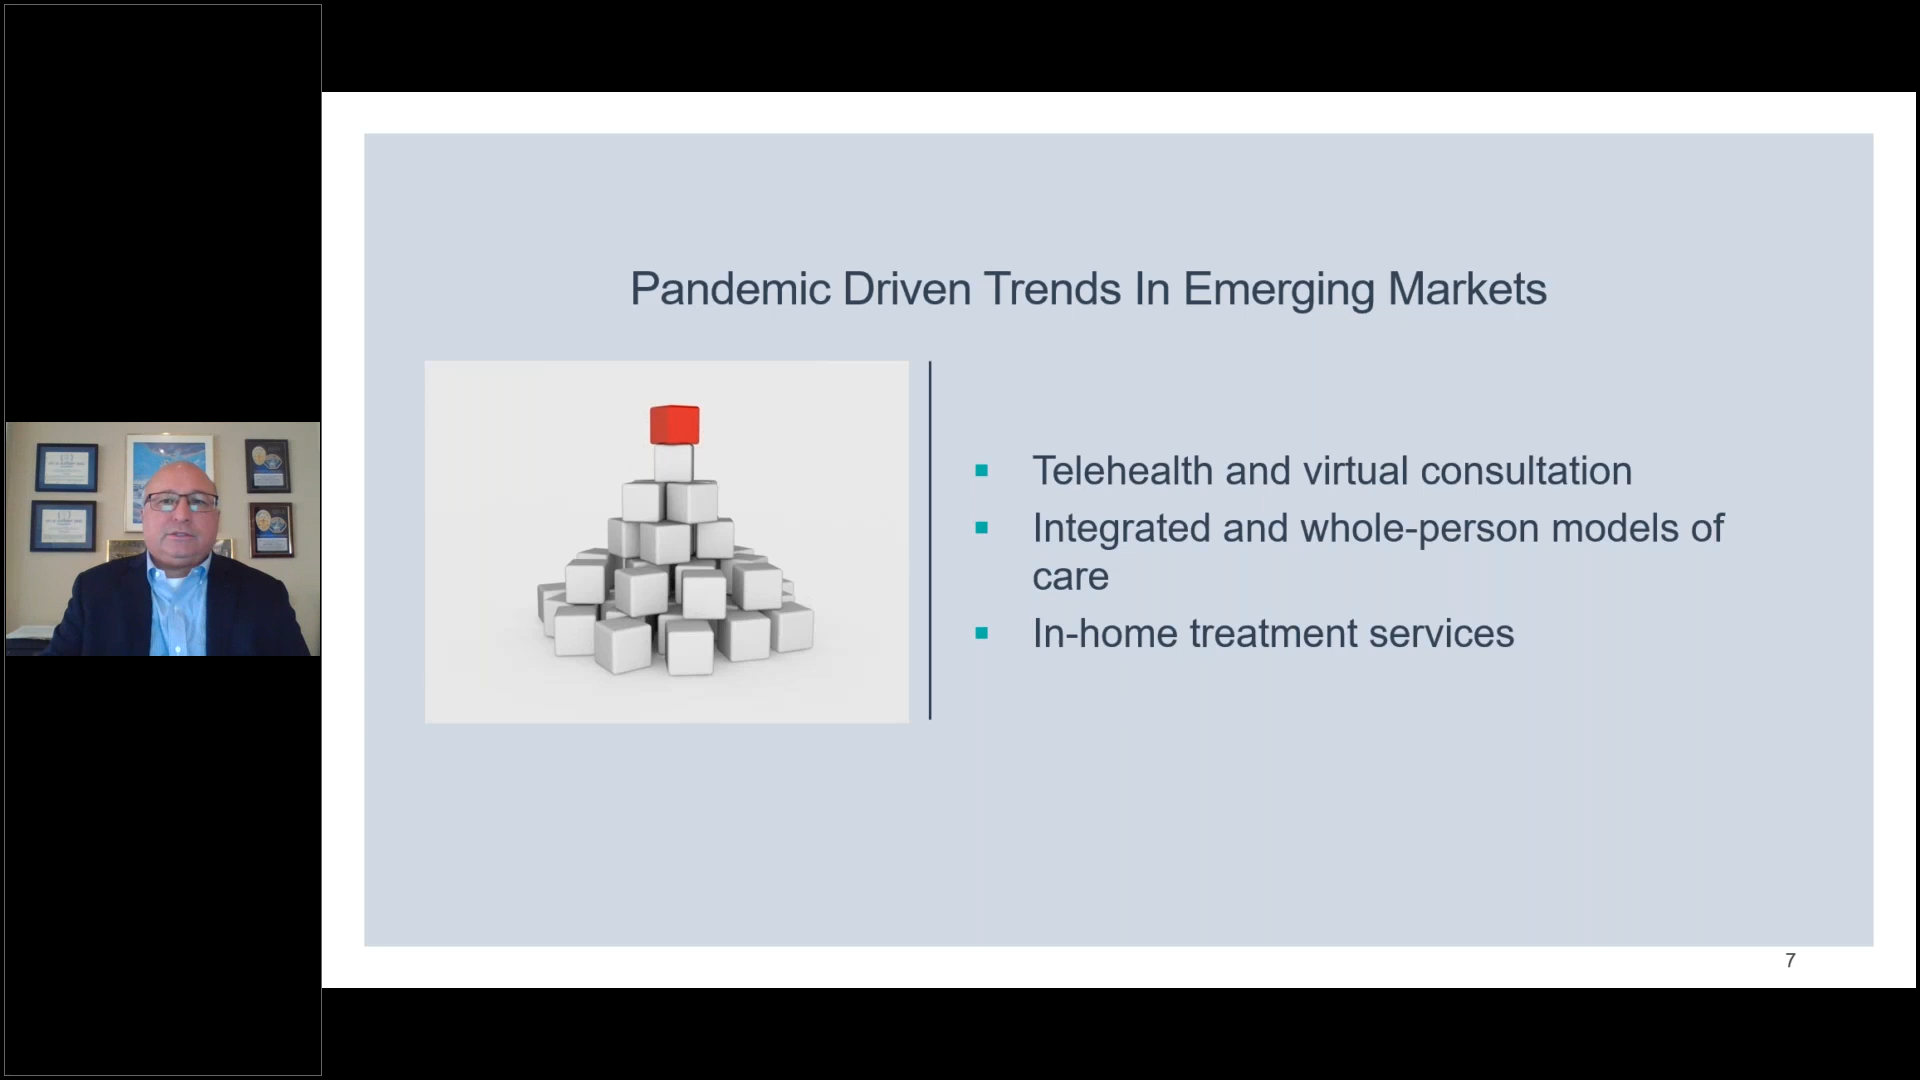 Pandemic Driven Trends In Emerging Markets
Telehealth and virtual consultation
Integrated and whole-person models of
care
In-home treatment services
7